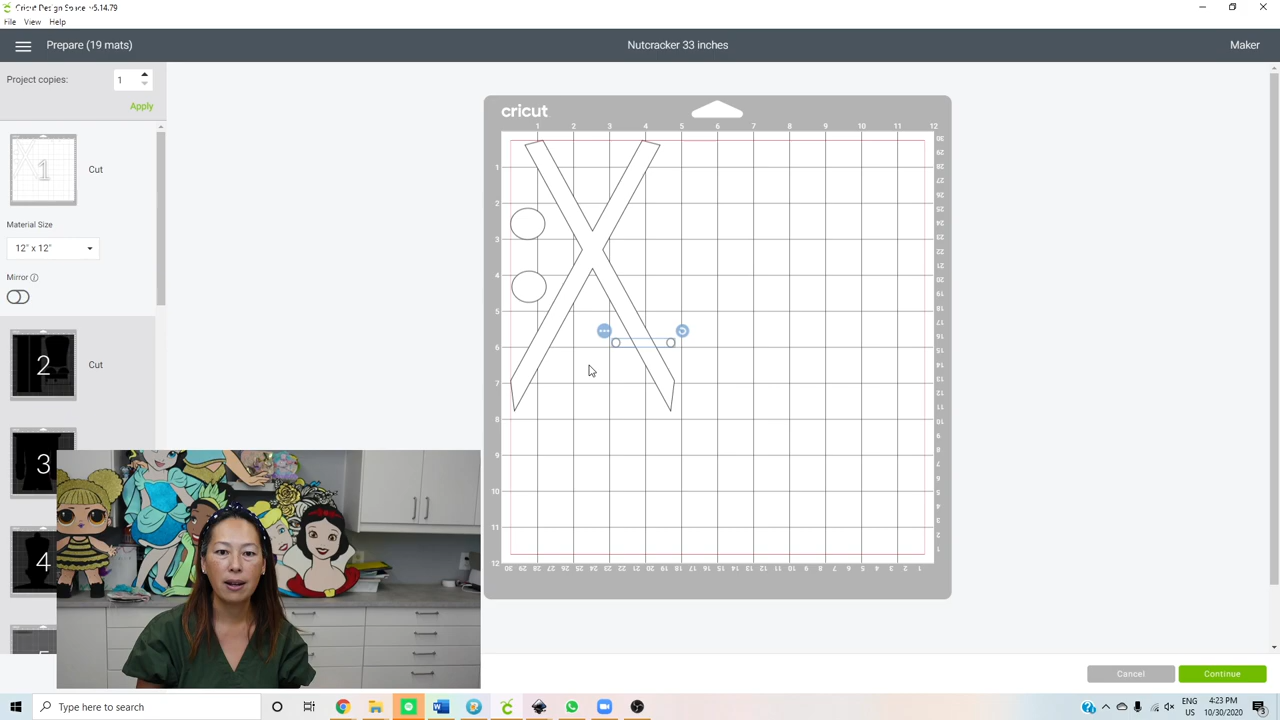 Cricut Design Space v6.14.79
File View Help
Prepare (19 mats)
Nutcracker 33 inches
Maker
Project copies:
1
Apply
1
Cut
Material Size
12" x 12"
Mirror
2
Cut
3
4
cricut
1 2 3 4 5 6 7 8 9 10 11 12
1
2
3
4
5
6
7
8
9
10
11
12
Cancel
Continue
Type here to search
ENG
US
4:23 PM
10/30/2020